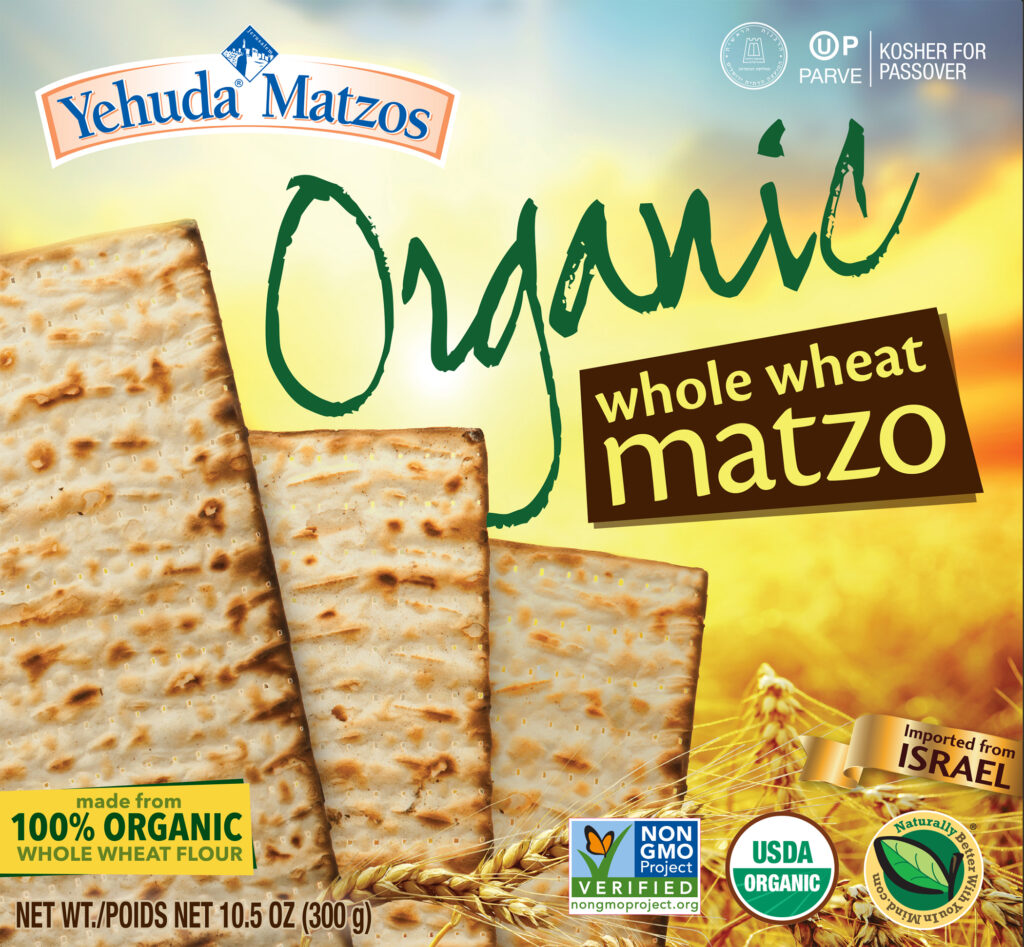 Jerusalem
Yehuda® Matzos
UP
PARVE
KOSHER FOR
PASSOVER
Organic
whole wheat
matzo
made from
100% ORGANIC
WHOLE WHEAT FLOUR
NET WT./POIDS NET 10.5 OZ (300 g)
Imported from
ISRAEL
NON
GMO
Project
VERIFIED
nongmoproject.org
USDA
ORGANIC
Naturally Better
With You In Mind.com
®